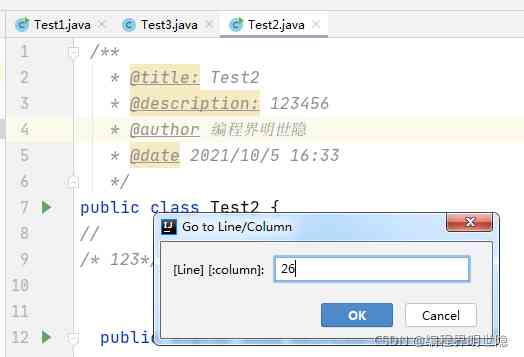 Test1.java
Test3.java
Test2.java
1 /**
2 * @title: Test2
3 * @description: 123456
4 * @author 编程界明世隐
5 * @date 2021/10/5 16:33
6 */
7 public class Test2 {
8 //
9 /* 123*/
10
11
12 public
Go to Line/Column
[Line] [:column]: 26
OK
Cancel
CSDN @编程界明世隐